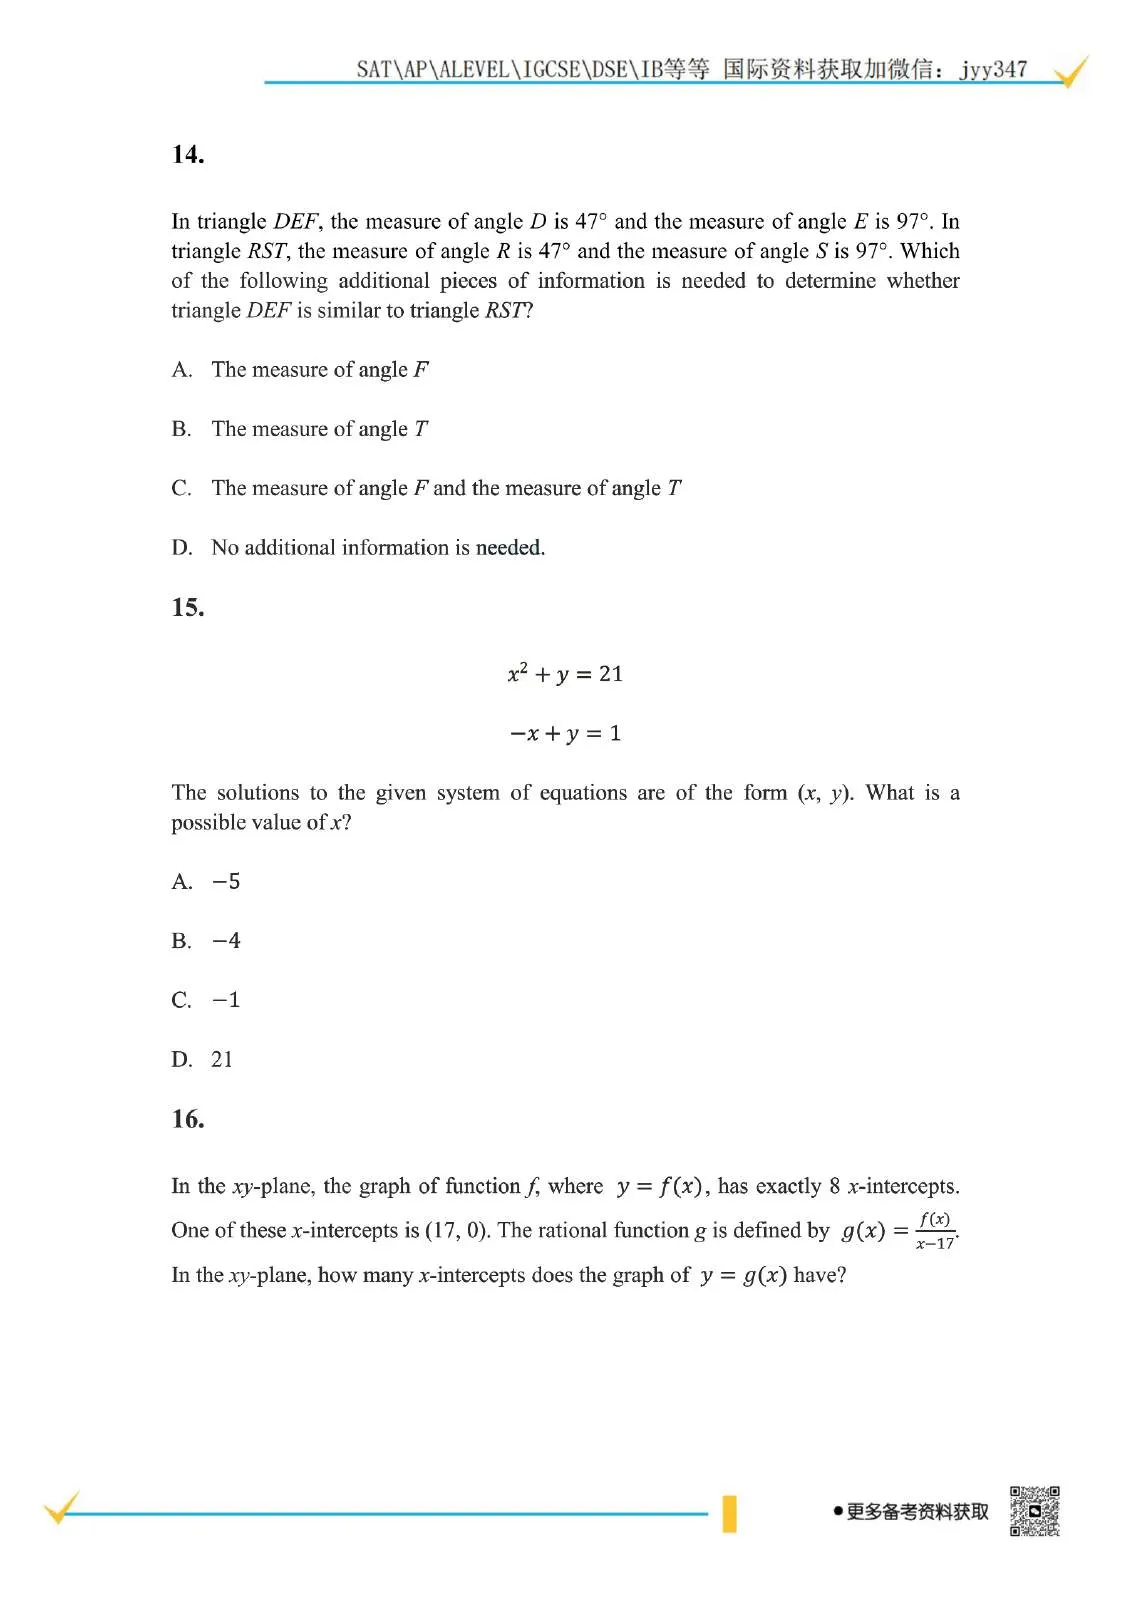 SAT\AP\ALEVEL\IGCSE\DSE\IB等等 国际资料获取加微信：jyy347
14.
In triangle DEF, the measure of angle D is 47° and the measure of angle E is 97°. In
triangle RST, the measure of angle R is 47° and the measure of angle S is 97°. Which
of the following additional pieces of information is needed to determine whether
triangle DEF is similar to triangle RST?
A. The measure of angle F
B. The measure of angle T
C. The measure of angle F and the measure of angle T
D. No additional information is needed.
15.
x² + y = 21
−x + y = 1
The solutions to the given system of equations are of the form (x, y). What is a
possible value of x?
A. −5
B. −4
C. −1
D. 21
16.
In the xy-plane, the graph of function f, where y = f(x), has exactly 8 x-intercepts.
One of these x-intercepts is (17, 0). The rational function g is defined by g(x) = f(x)/(x−17).
In the xy-plane, how many x-intercepts does the graph of y = g(x) have?
●更多备考资料获取